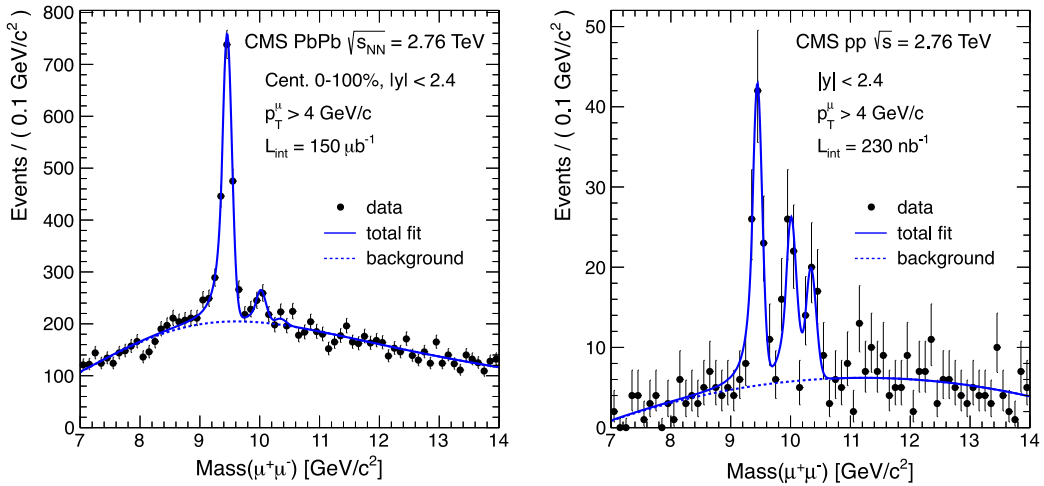 CMS PbPb √sNN = 2.76 TeV
Cent. 0-100%, |y| < 2.4
pTμ > 4 GeV/c
Lint = 150 μb-1
data
total fit
background
Events / ( 0.1 GeV/c2 )
800
700
600
500
400
300
200
100
0
7 8 9 10 11 12 13 14
Mass(μ+μ-) [GeV/c2]
CMS pp √s = 2.76 TeV
|y| < 2.4
pTμ > 4 GeV/c
Lint = 230 nb-1
data
total fit
background
Events / ( 0.1 GeV/c2 )
50
40
30
20
10
0
7 8 9 10 11 12 13 14
Mass(μ+μ-) [GeV/c2]